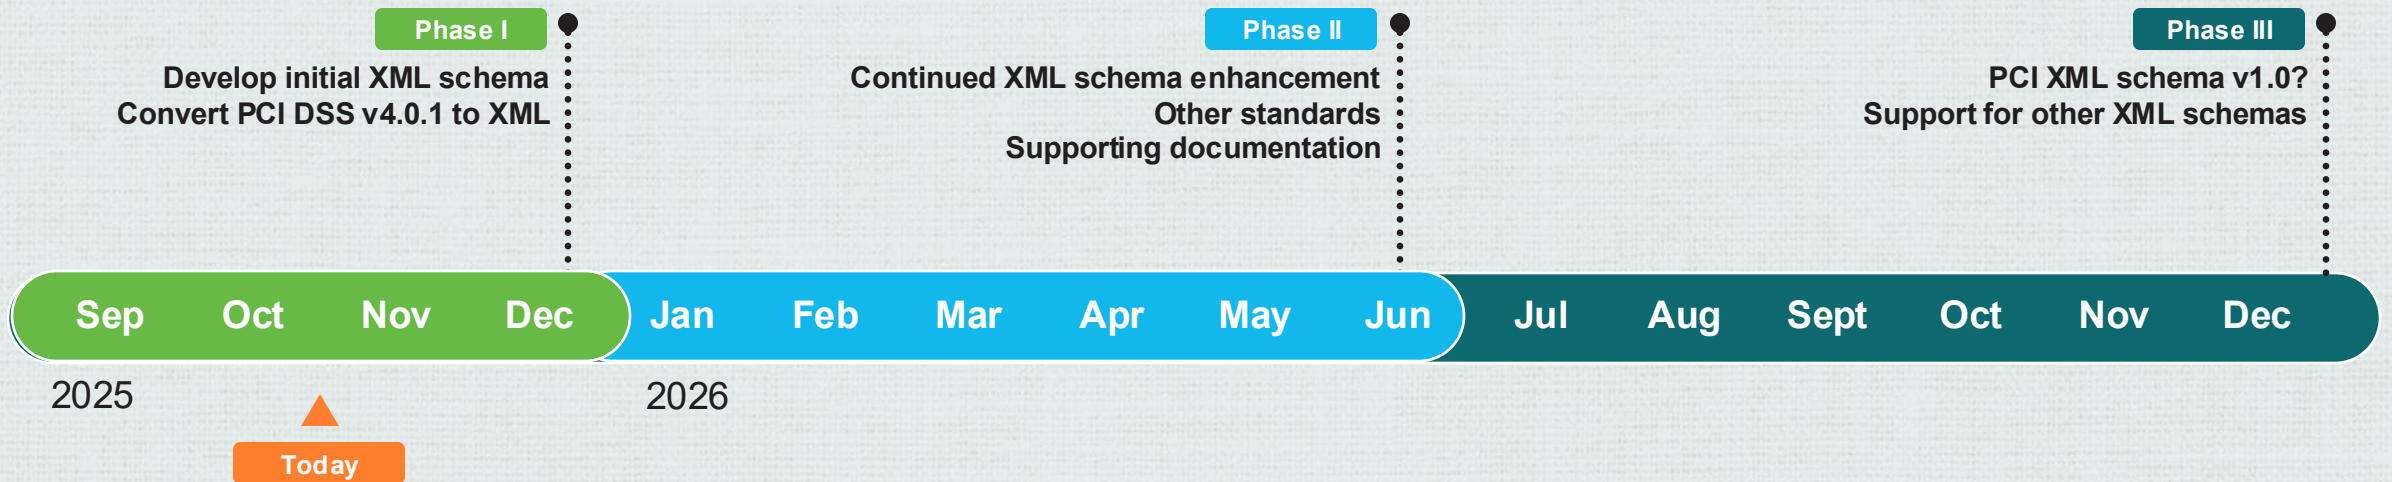 Phase I
Develop initial XML schema
Convert PCI DSS v4.0.1 to XML
Phase II
Continued XML schema enhancement
Other standards
Supporting documentation
Phase III
PCI XML schema v1.0?
Support for other XML schemas
Sep Oct Nov Dec Jan Feb Mar Apr May Jun Jul Aug Sept Oct Nov Dec
2025 2026
Today